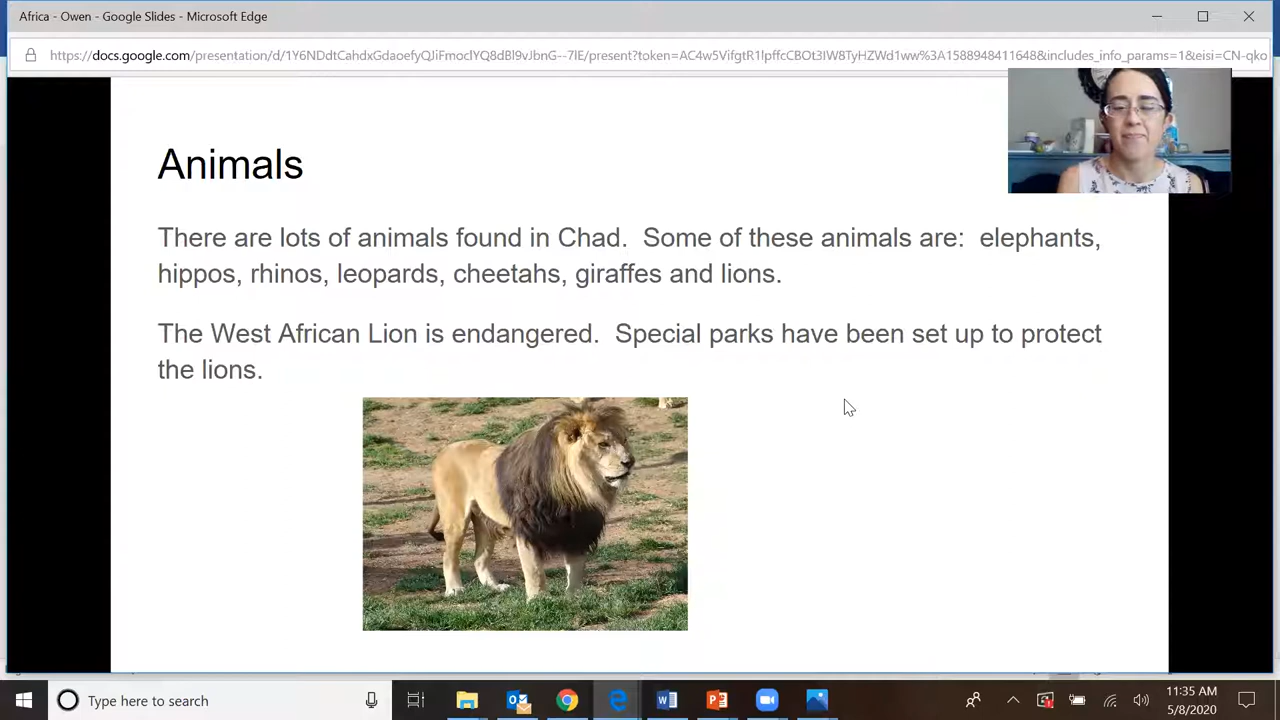 Africa - Owen - Google Slides - Microsoft Edge
https://docs.google.com/presentation/d/1Y6NDdtCahdxGdaoefyQJiFrnoclYQ8dBl9vJbnG--7lE/present?token=AC4w5VifgtR1lpffcCBOt3IW8TyHZWd1ww%3A1588948411648&includes_info_params=1&eisi=CN-qko
Animals
There are lots of animals found in Chad.  Some of these animals are:  elephants,
hippos, rhinos, leopards, cheetahs, giraffes and lions.
The West African Lion is endangered.  Special parks have been set up to protect
the lions.
Type here to search
11:35 AM
5/8/2020